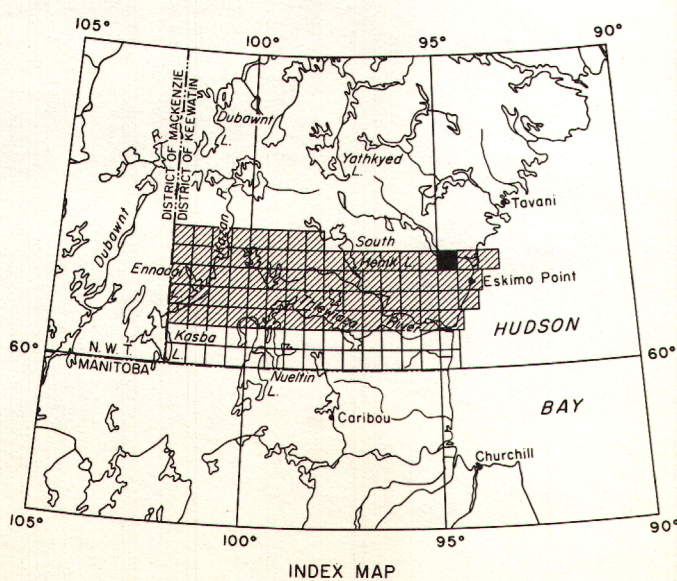 105°
100°
95°
90°
DISTRICT OF MACKENZIE
DISTRICT OF KEEWATIN
Dubawnt
L.
Yathkyed
L.
R.
Tavani
R.
Kazan
Dubawnt
South
Henik L.
Ennadai
Eskimo Point
Thlewiaza
River
HUDSON
Kasba
L.
60°
N. W. T.
MANITOBA
60°
Nueltin
L.
BAY
Caribou
Churchill
105°
100°
95°
90°
INDEX MAP